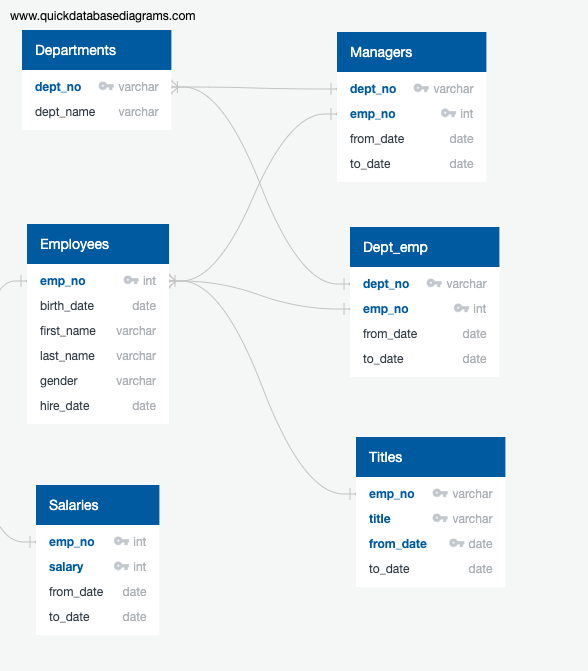 www.quickdatabasediagrams.com
Departments
dept_no varchar
dept_name varchar
Managers
dept_no varchar
emp_no int
from_date date
to_date date
Employees
emp_no int
birth_date date
first_name varchar
last_name varchar
gender varchar
hire_date date
Dept_emp
dept_no varchar
emp_no int
from_date date
to_date date
Salaries
emp_no int
salary int
from_date date
to_date date
Titles
emp_no varchar
title varchar
from_date date
to_date date